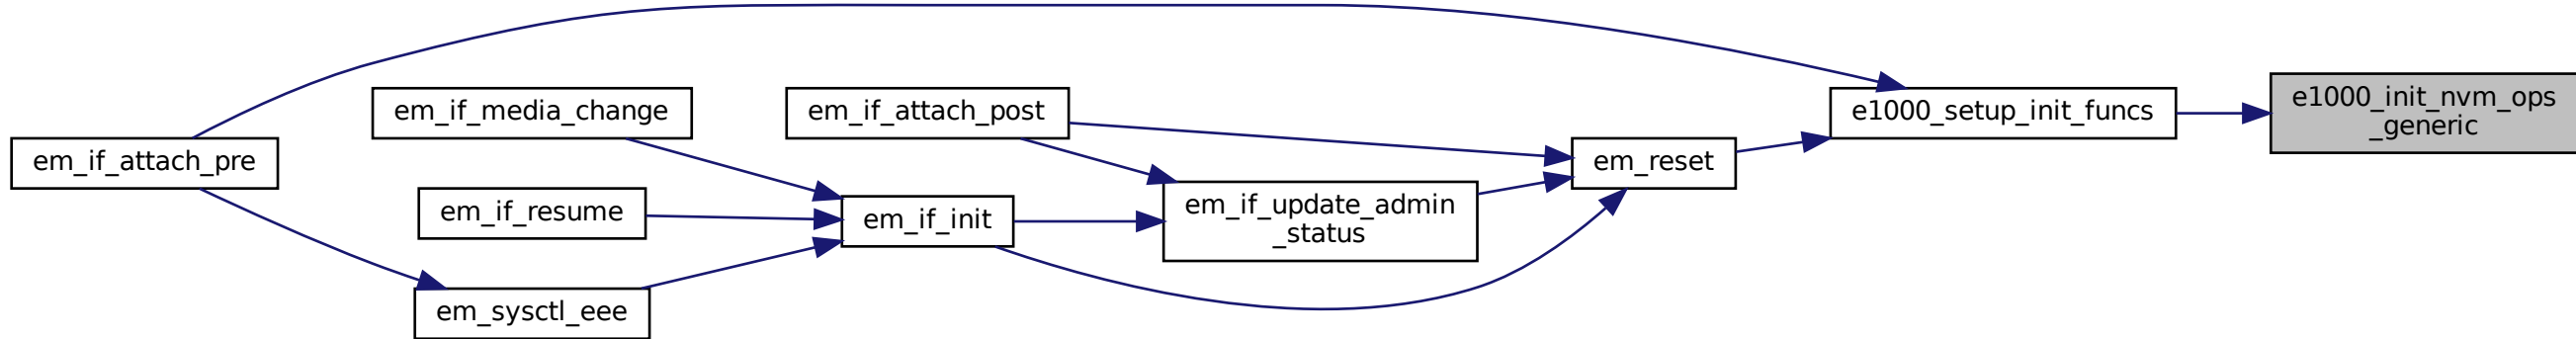 em_if_attach_pre
em_if_media_change
em_if_resume
em_sysctl_eee
em_if_attach_post
em_if_init
em_if_update_admin
_status
em_reset
e1000_setup_init_funcs
e1000_init_nvm_ops
_generic